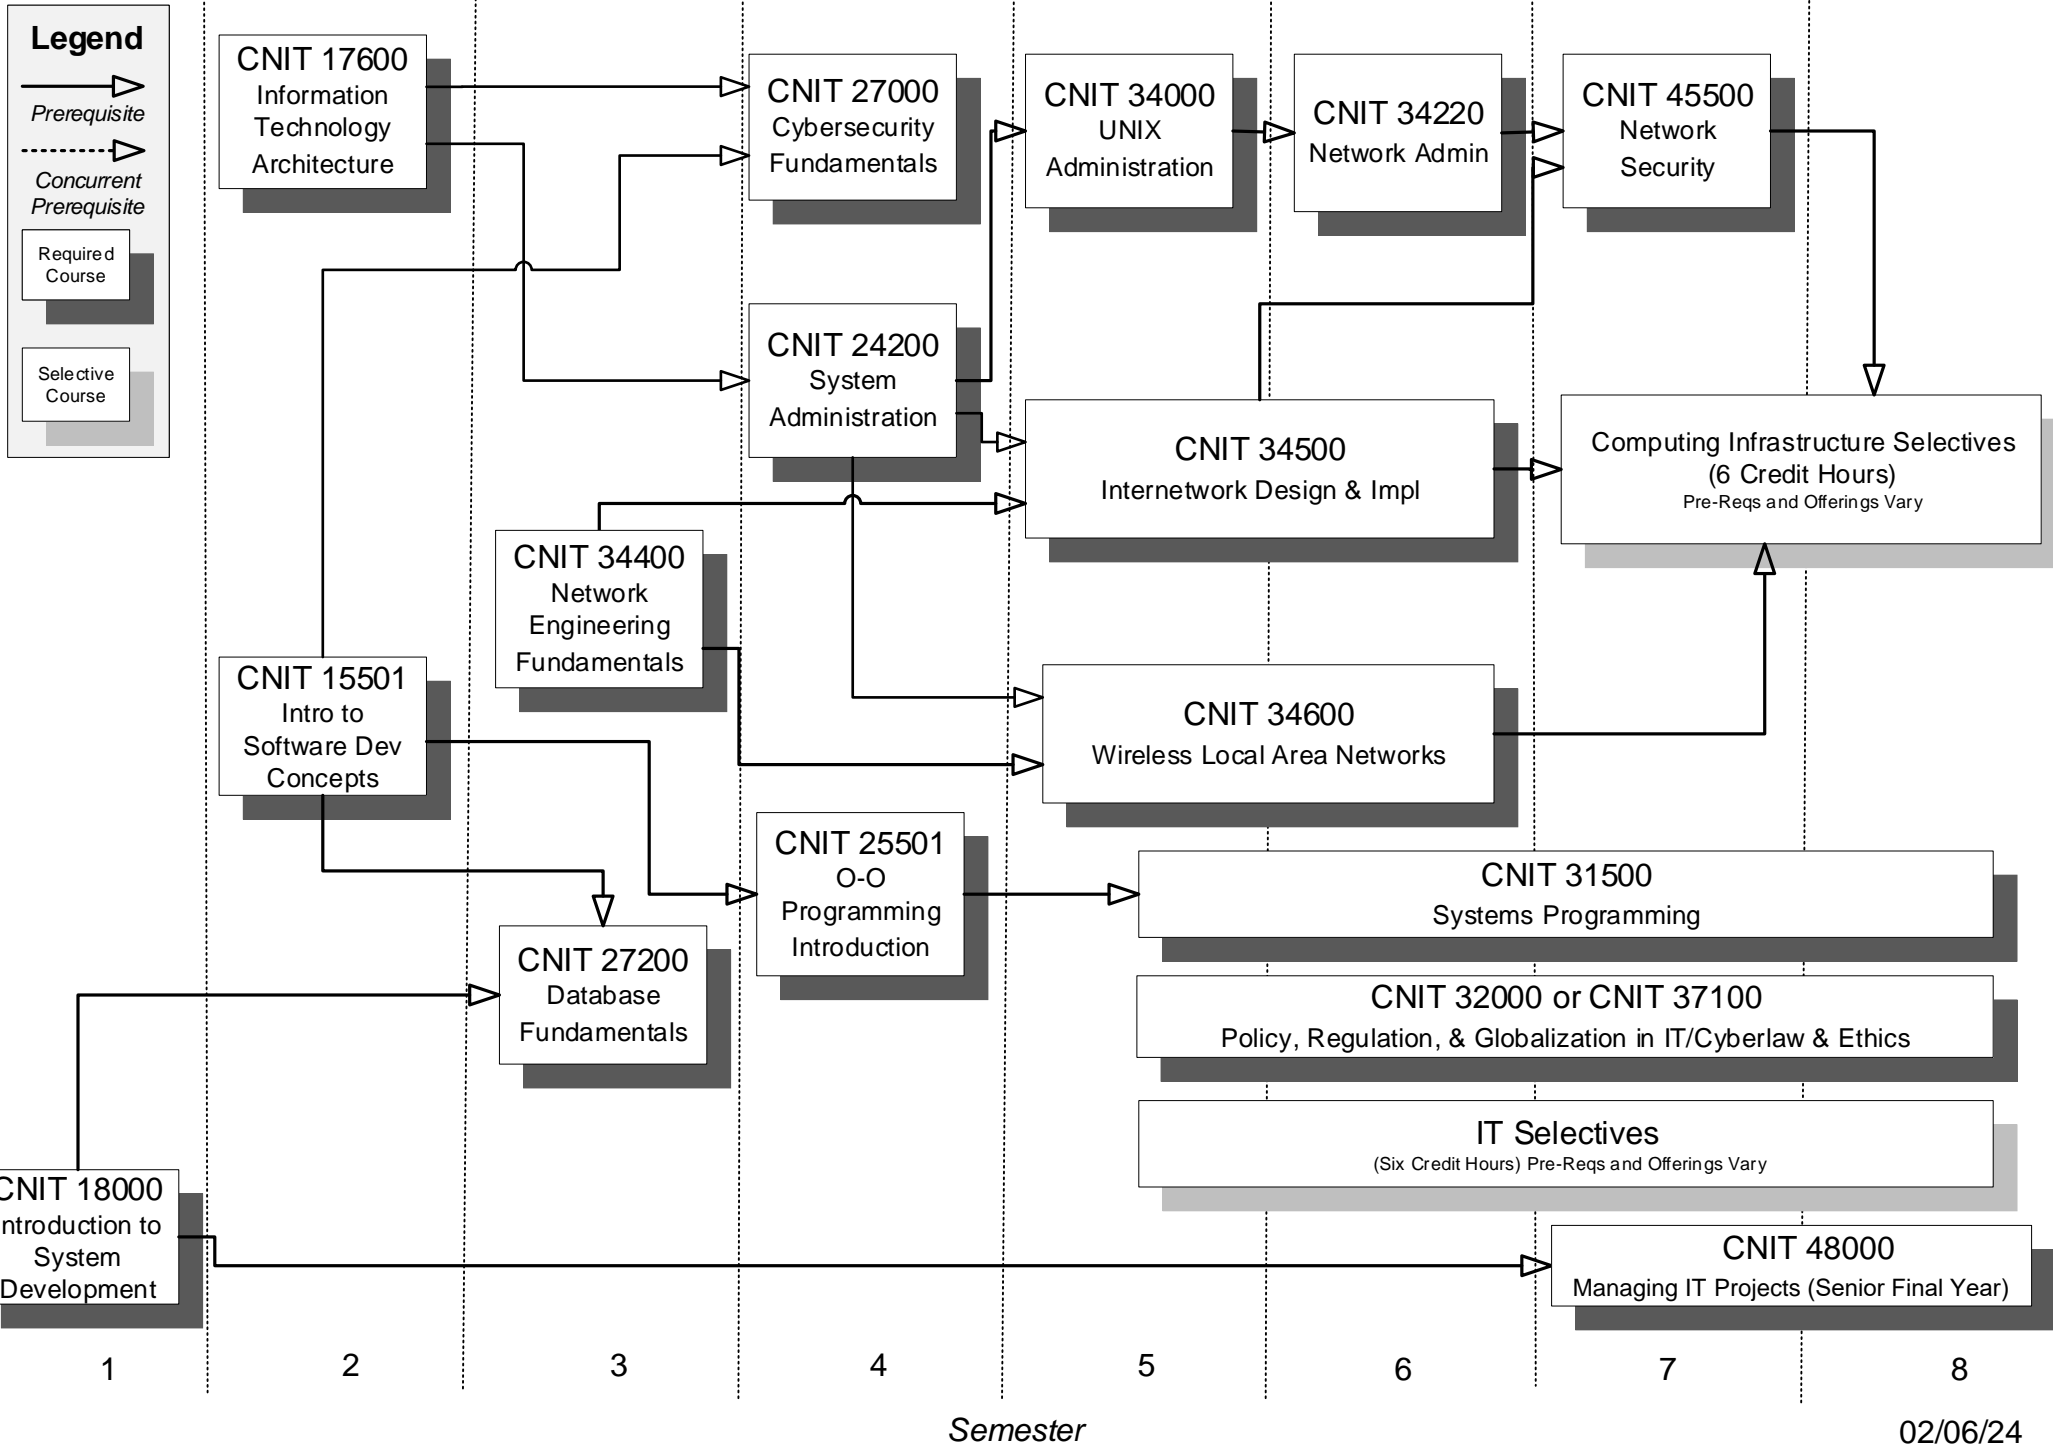 Legend
Prerequisite
Concurrent
Prerequisite
Required
Course
Selective
Course
CNIT 17600
Information
Technology
Architecture
CNIT 27000
Cybersecurity
Fundamentals
CNIT 34000
UNIX
Administration
CNIT 34220
Network Admin
CNIT 45500
Network
Security
CNIT 24200
System
Administration
CNIT 34500
Internetwork Design & Impl
Computing Infrastructure Selectives
(6 Credit Hours)
Pre-Reqs and Offerings Vary
CNIT 34400
Network
Engineering
Fundamentals
CNIT 15501
Intro to
Software Dev
Concepts
CNIT 34600
Wireless Local Area Networks
CNIT 25501
O-O
Programming
Introduction
CNIT 31500
Systems Programming
CNIT 27200
Database
Fundamentals
CNIT 32000 or CNIT 37100
Policy, Regulation, & Globalization in IT/Cyberlaw & Ethics
IT Selectives
(Six Credit Hours) Pre-Reqs and Offerings Vary
CNIT 18000
ntroduction to
System
Development
CNIT 48000
Managing IT Projects (Senior Final Year)
1
2
3
4
5
6
7
8
Semester
02/06/24